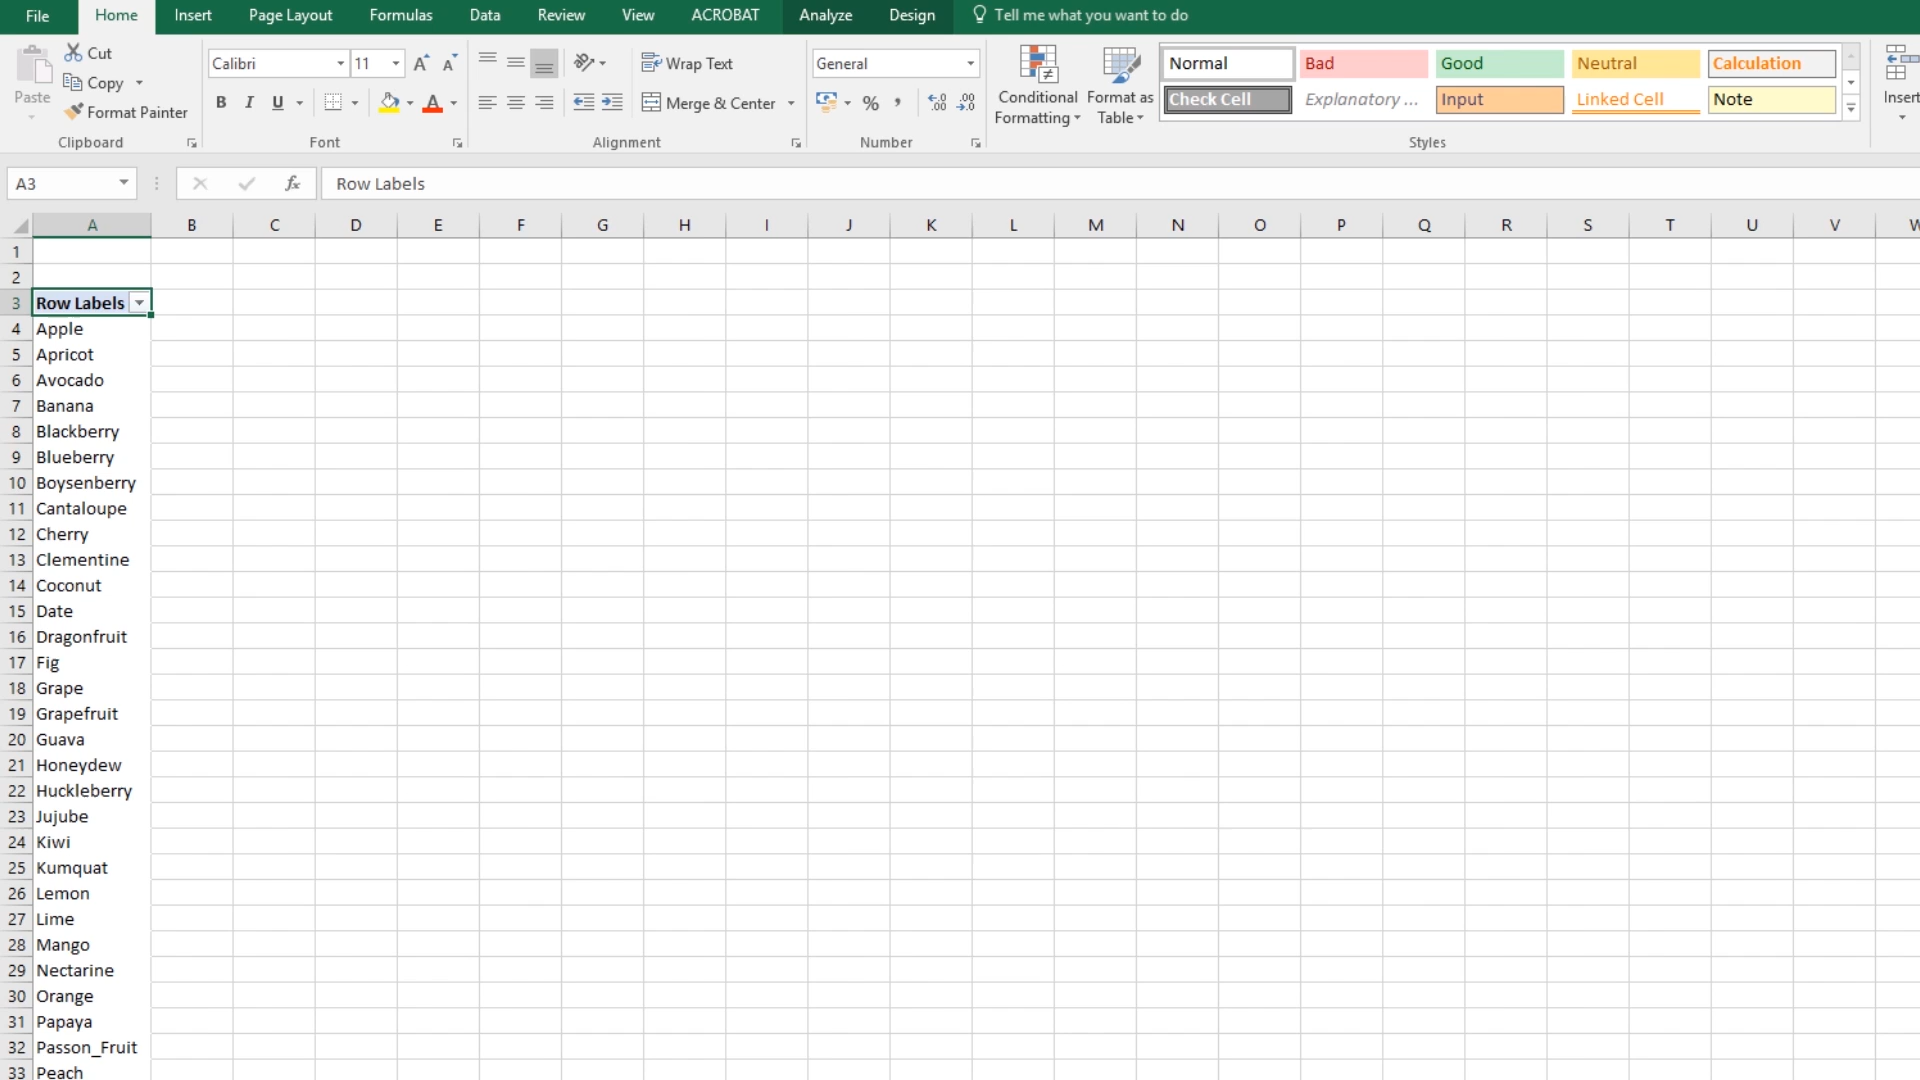 File Home Insert Page Layout Formulas Data Review View ACROBAT Analyze Design Tell me what you want to do
Cut
Copy
Format Painter
Paste
Clipboard
Calibri 11
B I U
Font
Wrap Text
Merge & Center
Alignment
General
% ,
Number
Conditional Formatting
Format as Table
Normal Bad Good Neutral Calculation
Check Cell Explanatory ... Input Linked Cell Note
Styles
Insert
A3 fx Row Labels
A B C D E F G H I J K L M N O P Q R S T U V W
1
2
3 Row Labels
4 Apple
5 Apricot
6 Avocado
7 Banana
8 Blackberry
9 Blueberry
10 Boysenberry
11 Cantaloupe
12 Cherry
13 Clementine
14 Coconut
15 Date
16 Dragonfruit
17 Fig
18 Grape
19 Grapefruit
20 Guava
21 Honeydew
22 Huckleberry
23 Jujube
24 Kiwi
25 Kumquat
26 Lemon
27 Lime
28 Mango
29 Nectarine
30 Orange
31 Papaya
32 Passon_Fruit
33 Peach